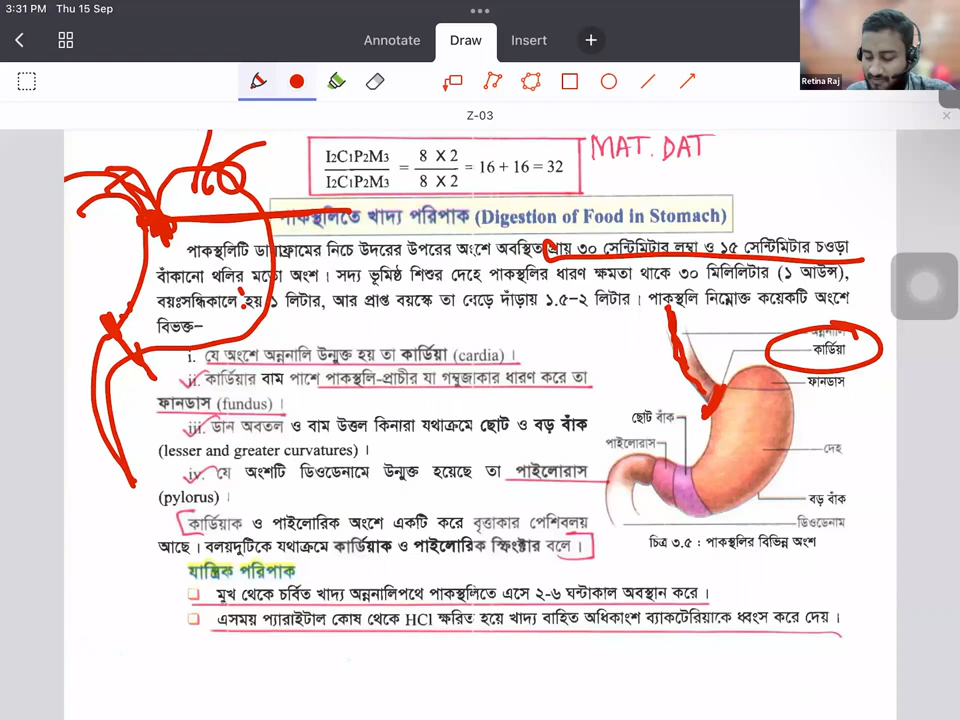 3:31 PM Thu 15 Sep
Annotate Draw Insert
Retina Raj
Z-03
I2C1P2M3 / I2C1P2M3 = 8 X 2 / 8 X 2 = 16 + 16 = 32
MAT. DAT
পাকস্থলিতে খাদ্য পরিপাক (Digestion of Food in Stomach)
পাকস্থলিটি ডায়াফ্রামের নিচে উদরের উপরের অংশে অবস্থিত প্রায় ৩০ সেন্টিমিটার লম্বা ও ১৫ সেন্টিমিটার চওড়া
বাঁকানো থলির মতো অংশ। সদ্য ভূমিষ্ঠ শিশুর দেহে পাকস্থলির ধারণ ক্ষমতা থাকে ৩০ মিলিলিটার (১ আউন্স),
বয়ঃসন্ধিকালে হয় ১ লিটার, আর প্রাপ্ত বয়স্কে তা বেড়ে দাঁড়ায় ১.৫-২ লিটার। পাকস্থলি নিম্নোক্ত কয়েকটি অংশে
বিভক্ত–
i. যে অংশে অন্ননালি উন্মুক্ত হয় তা কার্ডিয়া (cardia)।
ii. কার্ডিয়ার বাম পাশে পাকস্থলি-প্রাচীর যা গম্বুজাকার ধারণ করে তা
ফানডাস (fundus)।
iii. ডান অবতল ও বাম উত্তল কিনারা যথাক্রমে ছোট ও বড় বাঁক
(lesser and greater curvatures)।
iv. যে অংশটি ডিওডেনামে উন্মুক্ত হয়েছে তা পাইলোরাস
(pylorus)।
কার্ডিয়াক ও পাইলোরিক অংশে একটি করে বৃত্তাকার পেশিবলয়
আছে। বলয়দুটিকে যথাক্রমে কার্ডিয়াক ও পাইলোরিক স্ফিংক্টার বলে।
অন্ননালি
কার্ডিয়া
ফানডাস
ছোট বাঁক
পাইলোরাস
দেহ
বড় বাঁক
ডিওডেনাম
চিত্র ৩.৫ : পাকস্থলির বিভিন্ন অংশ
যান্ত্রিক পরিপাক
মুখ থেকে চর্বিত খাদ্য অন্ননালিপথে পাকস্থলিতে এসে ২-৬ ঘন্টাকাল অবস্থান করে।
এসময় প্যারাইটাল কোষ থেকে HCl ক্ষরিত হয়ে খাদ্য বাহিত অধিকাংশ ব্যাকটেরিয়াকে ধ্বংস করে দেয়।